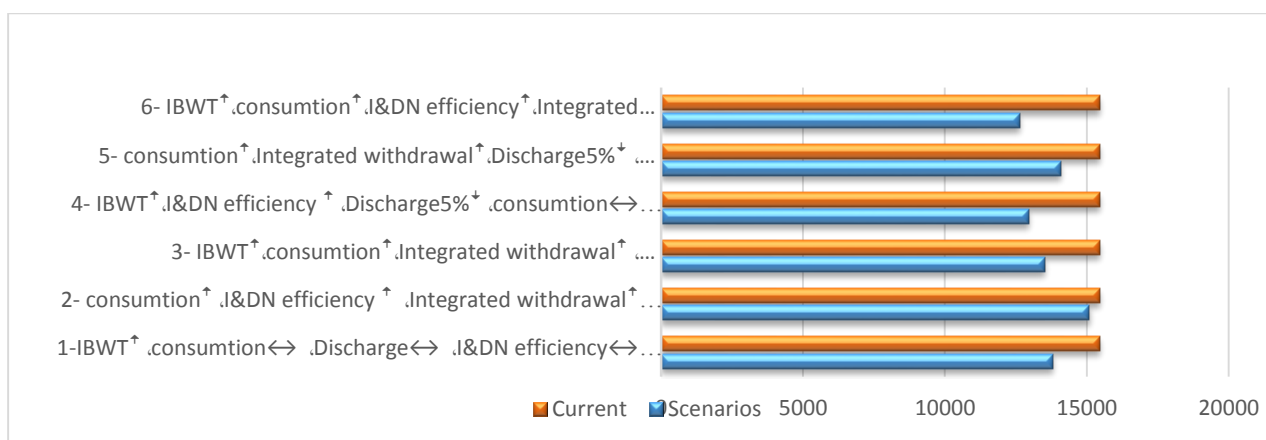 6- IBWT↑،consumtion↑،I&DN efficiency↑،Integrated...
5- consumtion↑،Integrated withdrawal↑،Discharge5%↓ ،...
4- IBWT↑،I&DN efficiency ↑ ،Discharge5%↓ ،consumtion↔ ...
3- IBWT↑،consumtion↑،Integrated withdrawal↑ ،...
2- consumtion↑ ،I&DN efficiency ↑ ،Integrated withdrawal↑ ...
1-IBWT↑ ،consumtion↔ ،Discharge↔ ،I&DN efficiency↔ ...
0 5000 10000 15000 20000
Current Scenarios